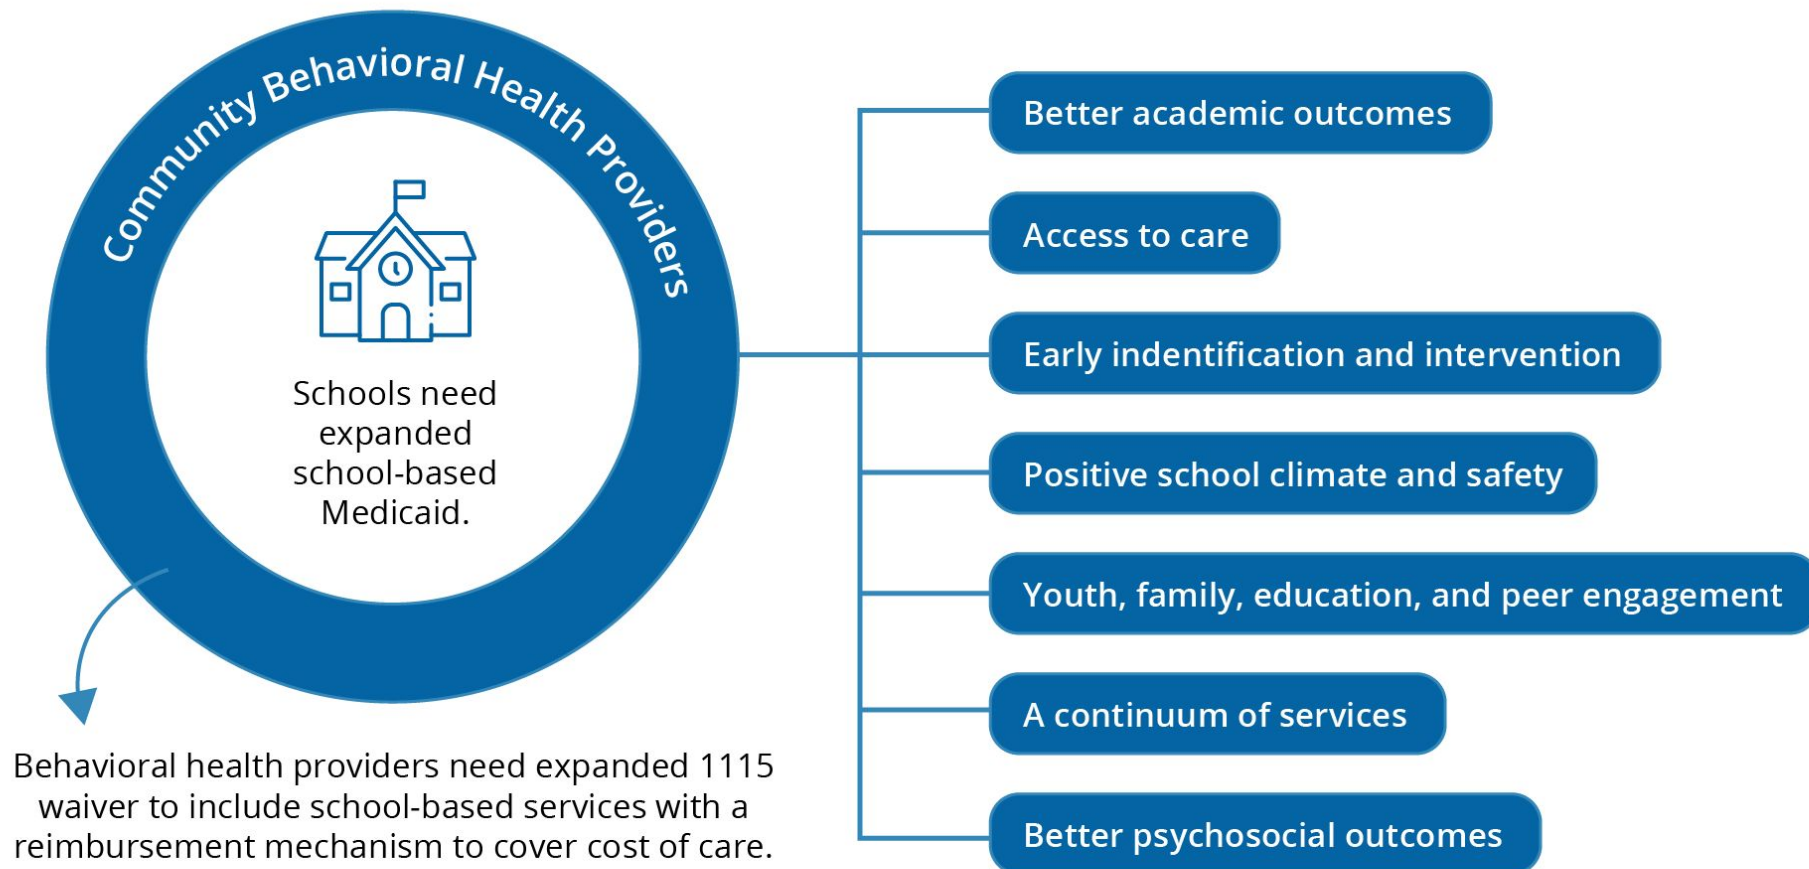 Community Behavioral Health Providers
Schools need
expanded
school-based
Medicaid.
Behavioral health providers need expanded 1115
waiver to include school-based services with a
reimbursement mechanism to cover cost of care.
Better academic outcomes
Access to care
Early indentification and intervention
Positive school climate and safety
Youth, family, education, and peer engagement
A continuum of services
Better psychosocial outcomes